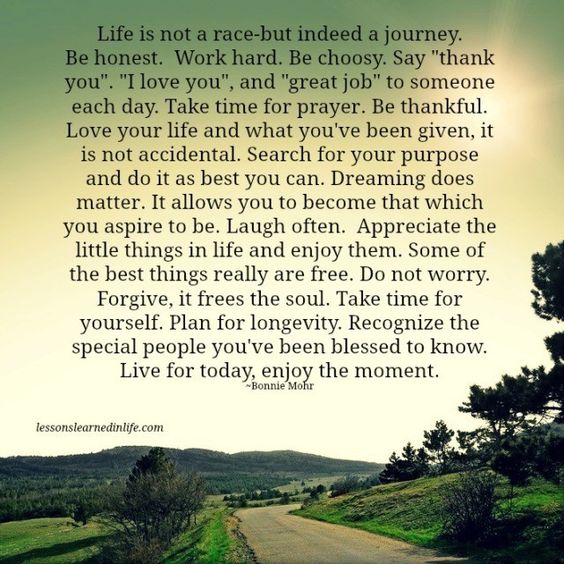 Life is not a race-but indeed a journey.
Be honest.  Work hard. Be choosy. Say "thank
you". "I love you", and "great job" to someone
each day. Take time for prayer. Be thankful.
Love your life and what you've been given, it
is not accidental. Search for your purpose
and do it as best you can. Dreaming does
matter. It allows you to become that which
you aspire to be. Laugh often.  Appreciate the
little things in life and enjoy them. Some of
the best things really are free. Do not worry.
Forgive, it frees the soul. Take time for
yourself. Plan for longevity. Recognize the
special people you've been blessed to know.
Live for today, enjoy the moment.
~Bonnie Mohr
lessonslearnedinlife.com